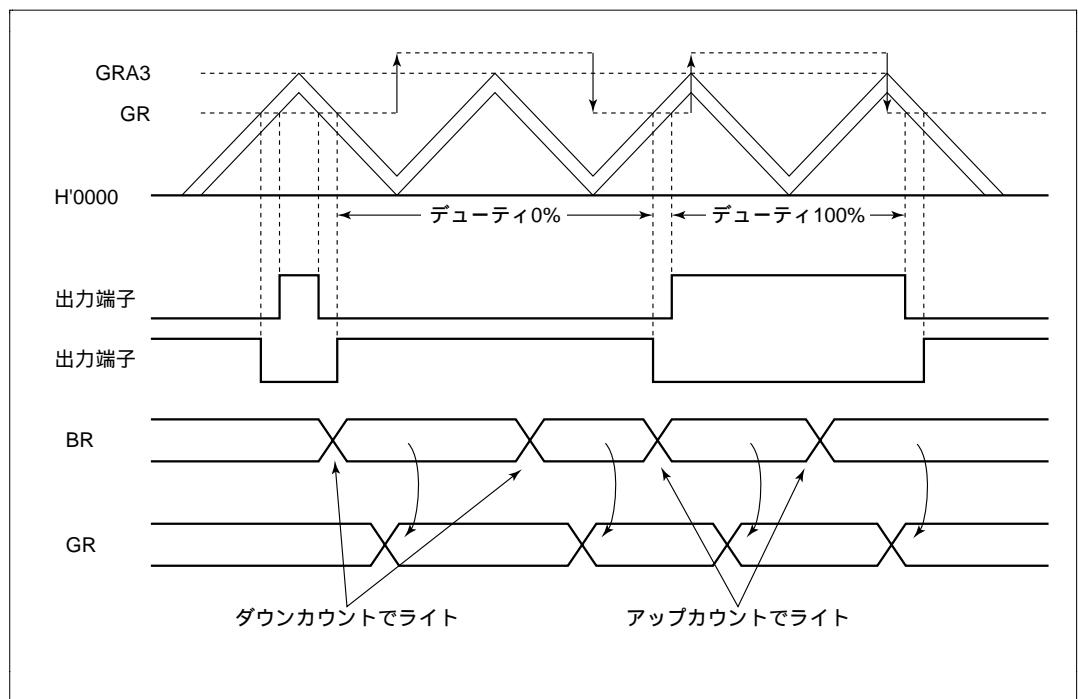 GRA3
GR
H'0000
デューティ0%
デューティ100%
出力端子
出力端子
BR
GR
ダウンカウントでライト
アップカウントでライト